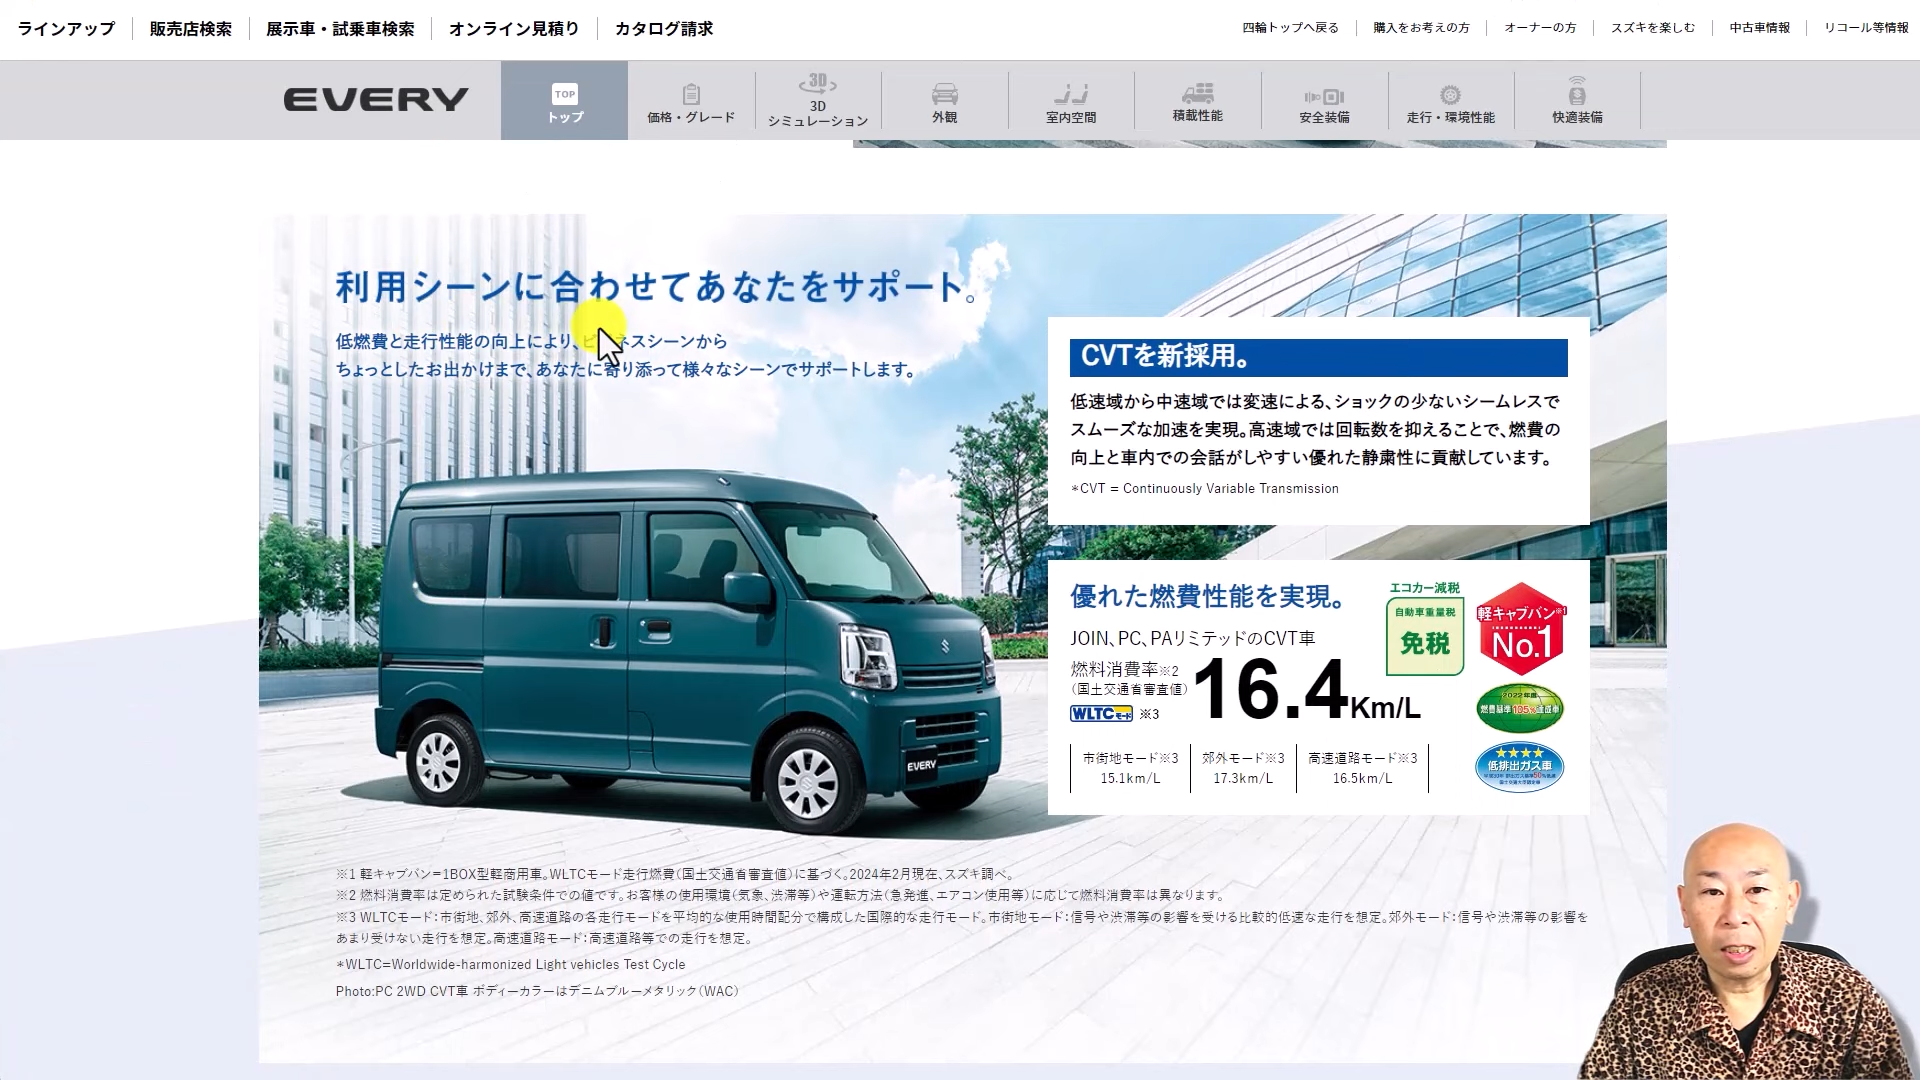 ラインアップ
販売店検索
展示車・試乗車検索
オンライン見積り
カタログ請求
四輪トップへ戻る
購入をお考えの方
オーナーの方
スズキを楽しむ
中古車情報
リコール等情報
EVERY
TOP
トップ
価格・グレード
3D
3D
シミュレーション
外観
室内空間
積載性能
安全装備
走行・環境性能
快適装備
利用シーンに合わせてあなたをサポート。
低燃費と走行性能の向上により、ビ ネスシーンから
ちょっとしたお出かけまで、あなたに寄り添って様々なシーンでサポートします。
CVTを新採用。
低速域から中速域では変速による、ショックの少ないシームレスで
スムーズな加速を実現。高速域では回転数を抑えることで、燃費の
向上と車内での会話がしやすい優れた静粛性に貢献しています。
*CVT = Continuously Variable Transmission
優れた燃費性能を実現。
JOIN、PC、PAリミテッドのCVT車
燃料消費率※2
(国土交通省審査値)
WLTCモード ※3
16.4Km/L
市街地モード※3
15.1km/L
郊外モード※3
17.3km/L
高速道路モード※3
16.5km/L
エコカー減税
自動車重量税
免税
軽キャブバン※1
No.1
2022年度
燃費基準105%達成車
低排出ガス車
EVERY
※1 軽キャブバン=1BOX型軽商用車。WLTCモード走行燃費(国土交通省審査値)に基づく。2024年2月現在、スズキ調べ。
※2 燃料消費率は定められた試験条件での値です。お客様の使用環境(気象、渋滞等)や運転方法(急発進、エアコン使用等)に応じて燃料消費率は異なります。
※3 WLTCモード:市街地、郊外、高速道路の各走行モードを平均的な使用時間配分で構成した国際的な走行モード。市街地モード:信号や渋滞等の影響を受ける比較的低速な走行を想定。郊外モード:信号や渋滞等の影響を
あまり受けない走行を想定。高速道路モード:高速道路等での走行を想定。
*WLTC=Worldwide-harmonized Light vehicles Test Cycle
Photo:PC 2WD CVT車 ボディーカラーはデニムブルーメタリック(WAC)